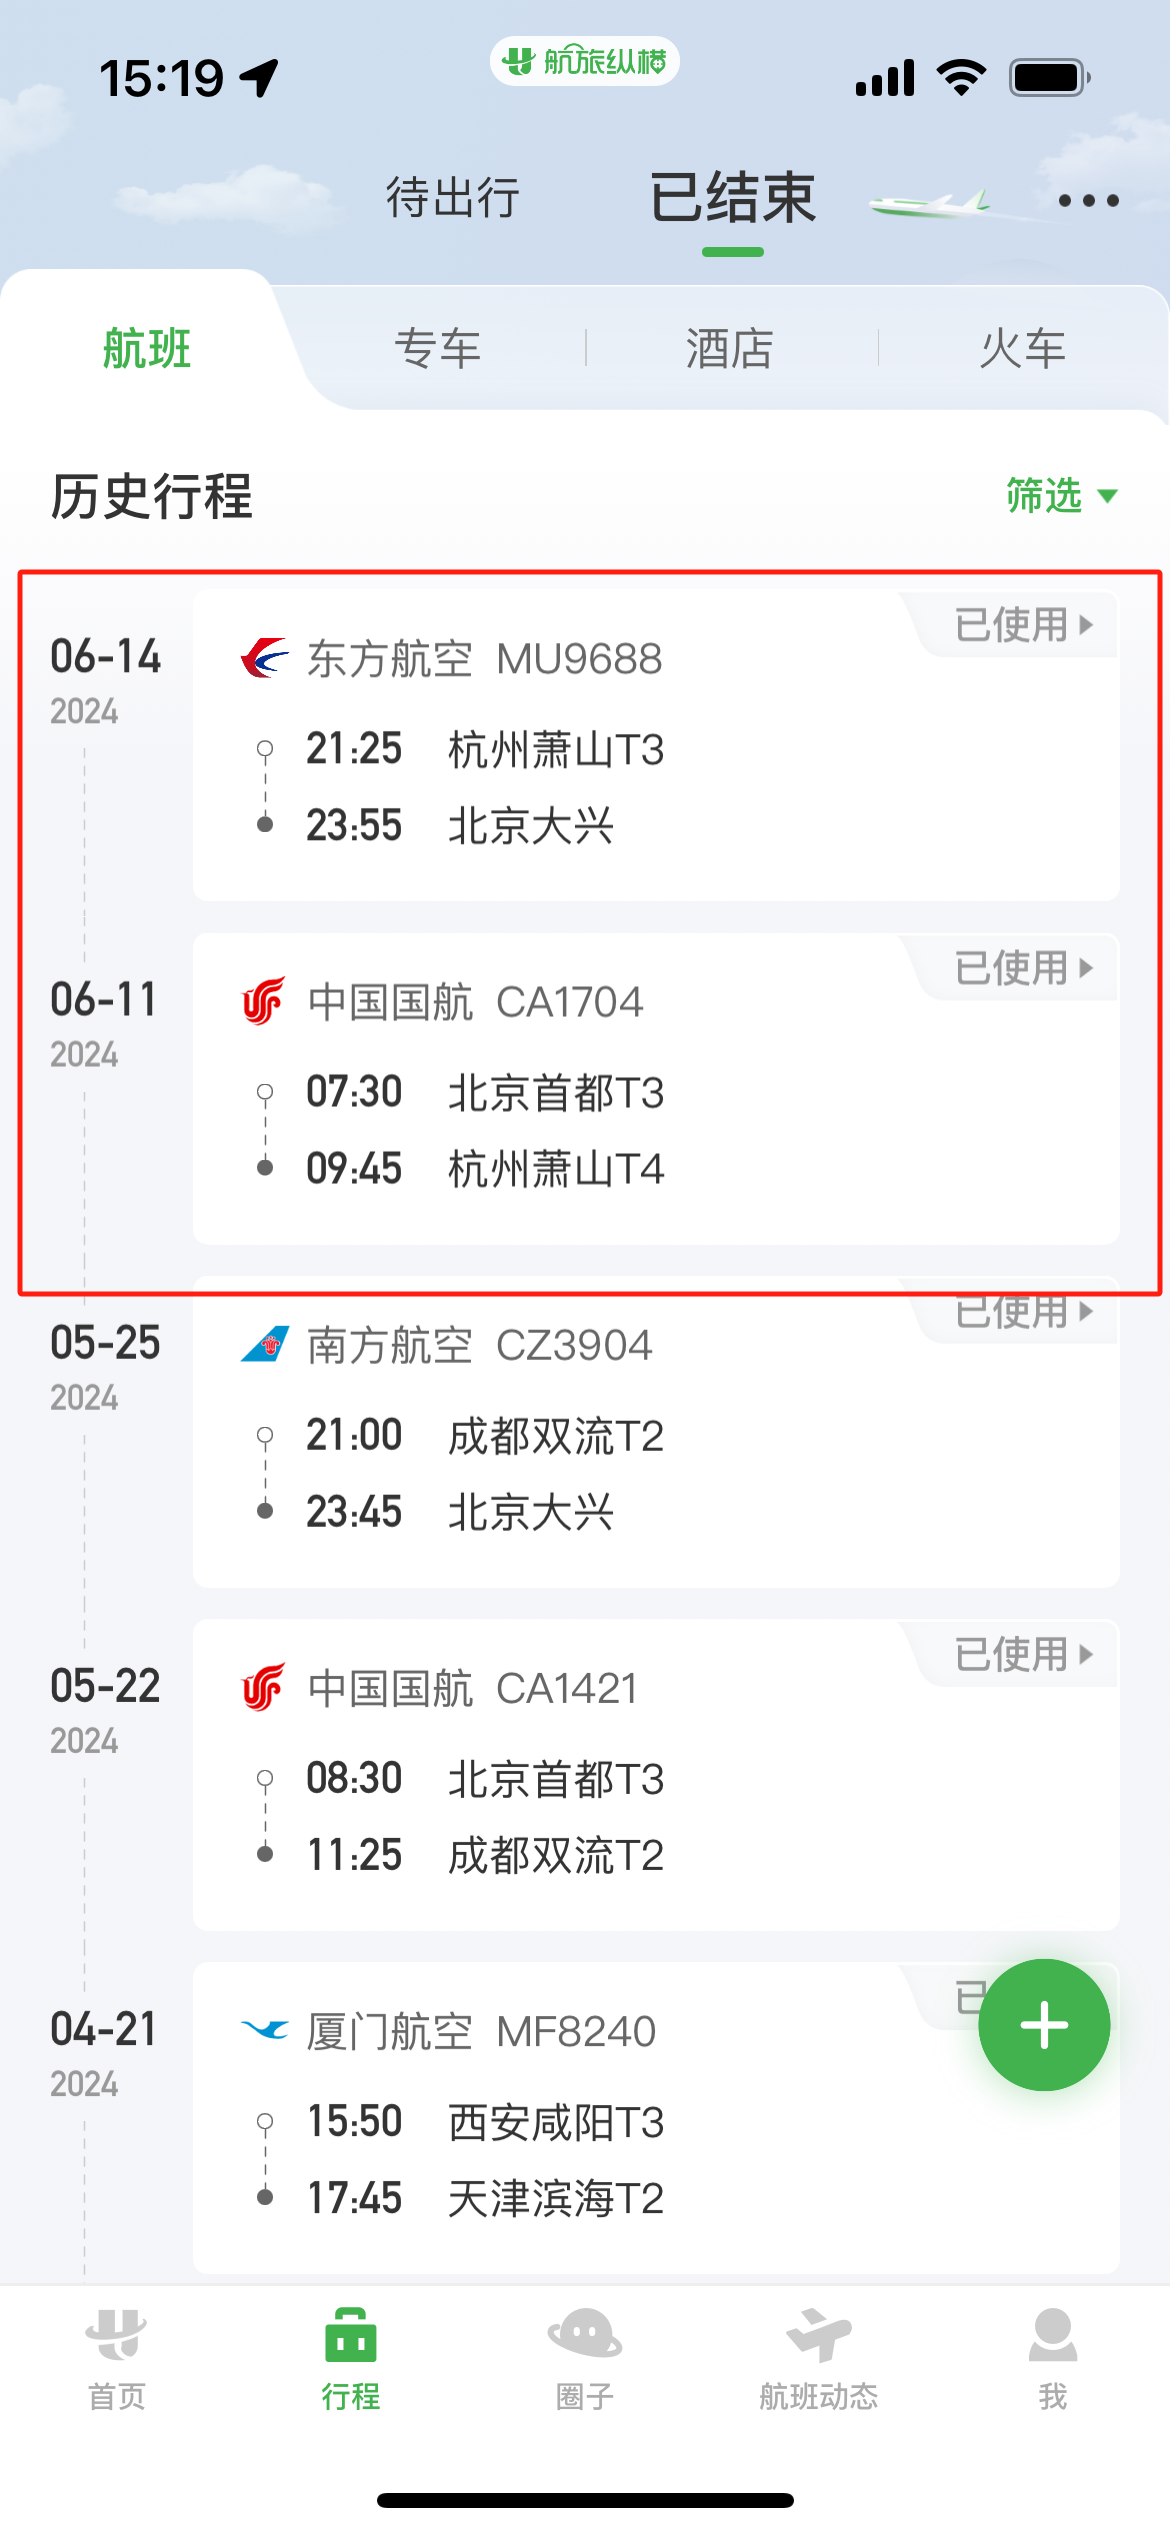 15:19
航旅纵横
待出行
已结束
航班
专车
酒店
火车
历史行程
筛选
06-14
2024
东方航空 MU9688
已使用
21:25 杭州萧山T3
23:55 北京大兴
06-11
2024
中国国航 CA1704
已使用
07:30 北京首都T3
09:45 杭州萧山T4
05-25
2024
南方航空 CZ3904
已使用
21:00 成都双流T2
23:45 北京大兴
05-22
2024
中国国航 CA1421
已使用
08:30 北京首都T3
11:25 成都双流T2
04-21
2024
厦门航空 MF8240
已
15:50 西安咸阳T3
17:45 天津滨海T2
首页
行程
圈子
航班动态
我